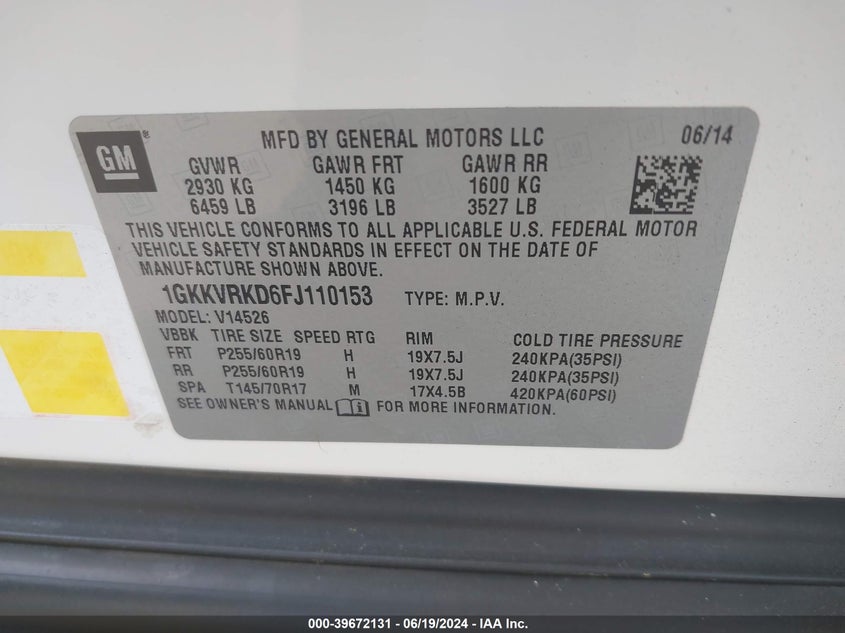 GM ® MFD BY GENERAL MOTORS LLC 06/14
GVWR GAWR FRT GAWR RR
2930 KG 1450 KG 1600 KG
6459 LB 3196 LB 3527 LB
THIS VEHICLE CONFORMS TO ALL APPLICABLE U.S. FEDERAL MOTOR
VEHICLE SAFETY STANDARDS IN EFFECT ON THE DATE OF
MANUFACTURE SHOWN ABOVE.
1GKKVRKD6FJ110153 TYPE: M.P.V.
MODEL: V14526
VBBK TIRE SIZE SPEED RTG RIM COLD TIRE PRESSURE
FRT P255/60R19 H 19X7.5J 240KPA(35PSI)
RR P255/60R19 H 19X7.5J 240KPA(35PSI)
SPA T145/70R17 M 17X4.5B 420KPA(60PSI)
SEE OWNER'S MANUAL FOR MORE INFORMATION.
000-39672131 - 06/19/2024 - IAA Inc.